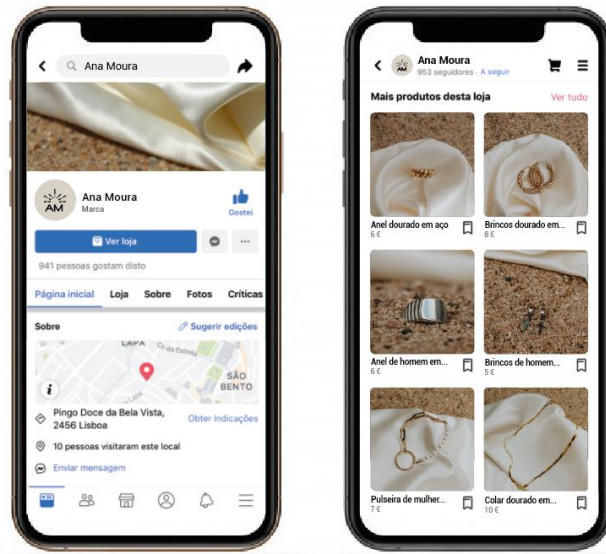 Ana Moura
AM
Ana Moura
Marca
Gostei
Ver loja
941 pessoas gostam disto
Página inicial Loja Sobre Fotos Críticas
Sobre
Sugerir edições
LAPA
Cç da Estrela
SÃO
BENTO
Pingo Doce da Bela Vista,
2456 Lisboa
Obter Indicações
10 pessoas visitaram este local
Enviar mensagem
AM
Ana Moura
953 seguidores · A seguir
Mais produtos desta loja
Ver tudo
Anel dourado em aço
6 €
Brincos dourado em...
8 €
Anel de homem em...
6 €
Brincos de homem...
5 €
Pulseira de mulher...
7 €
Colar dourado em...
10 €